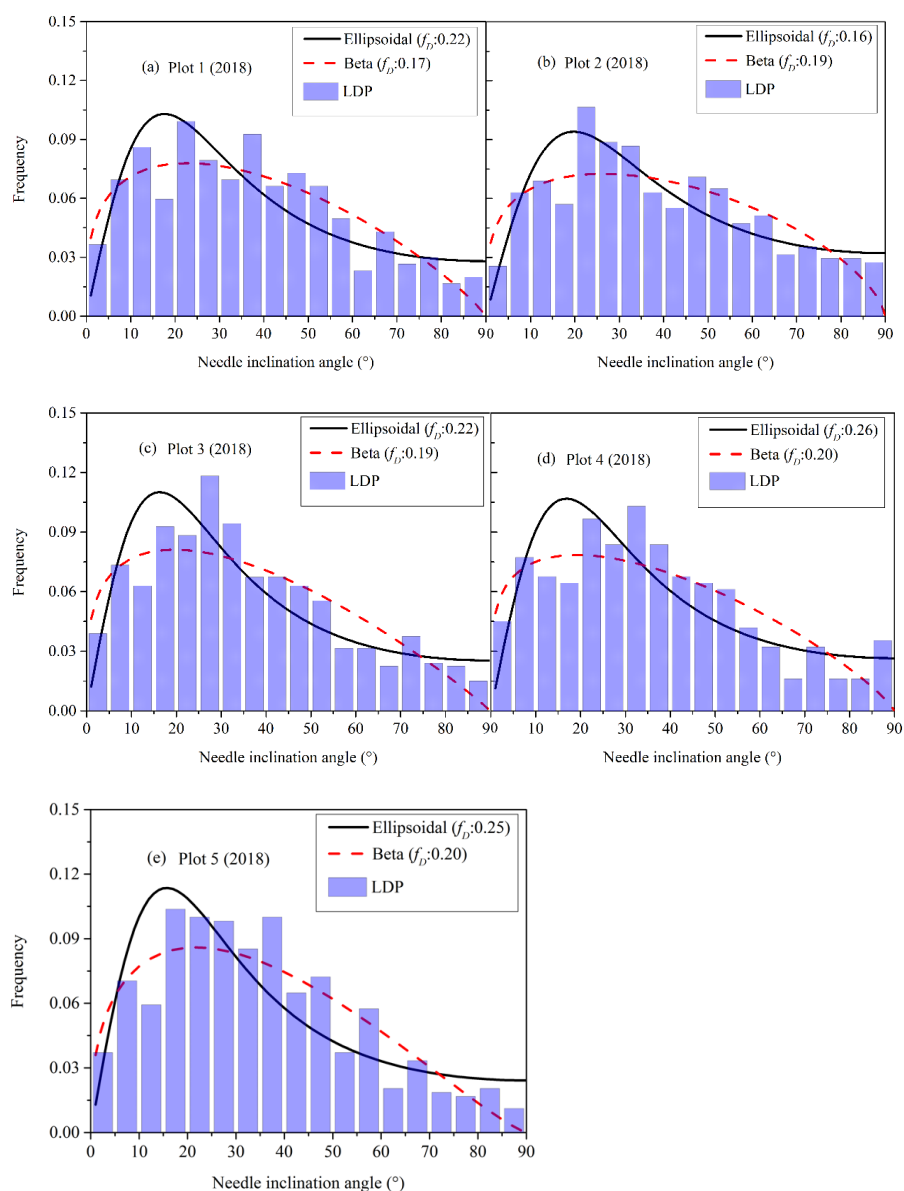 0.15
0.12
0.09
0.06
0.03
0.00
Frequency
(a) Plot 1 (2018)
Ellipsoidal (fD:0.22)
Beta (fD:0.17)
LDP
0 10 20 30 40 50 60 70 80 90
Needle inclination angle (°)
(b) Plot 2 (2018)
Ellipsoidal (fD:0.16)
Beta (fD:0.19)
LDP
10 20 30 40 50 60 70 80 90
Needle inclination angle (°)
0.15
0.12
0.09
0.06
0.03
0.00
Frequency
(c) Plot 3 (2018)
Ellipsoidal (fD:0.22)
Beta (fD:0.19)
LDP
0 10 20 30 40 50 60 70 80 90
Needle inclination angle (°)
(d) Plot 4 (2018)
Ellipsoidal (fD:0.26)
Beta (fD:0.20)
LDP
10 20 30 40 50 60 70 80 90
Needle inclination angle (°)
0.15
0.12
0.09
0.06
0.03
0.00
Frequency
(e) Plot 5 (2018)
Ellipsoidal (fD:0.25)
Beta (fD:0.20)
LDP
0 10 20 30 40 50 60 70 80 90
Needle inclination angle (°)